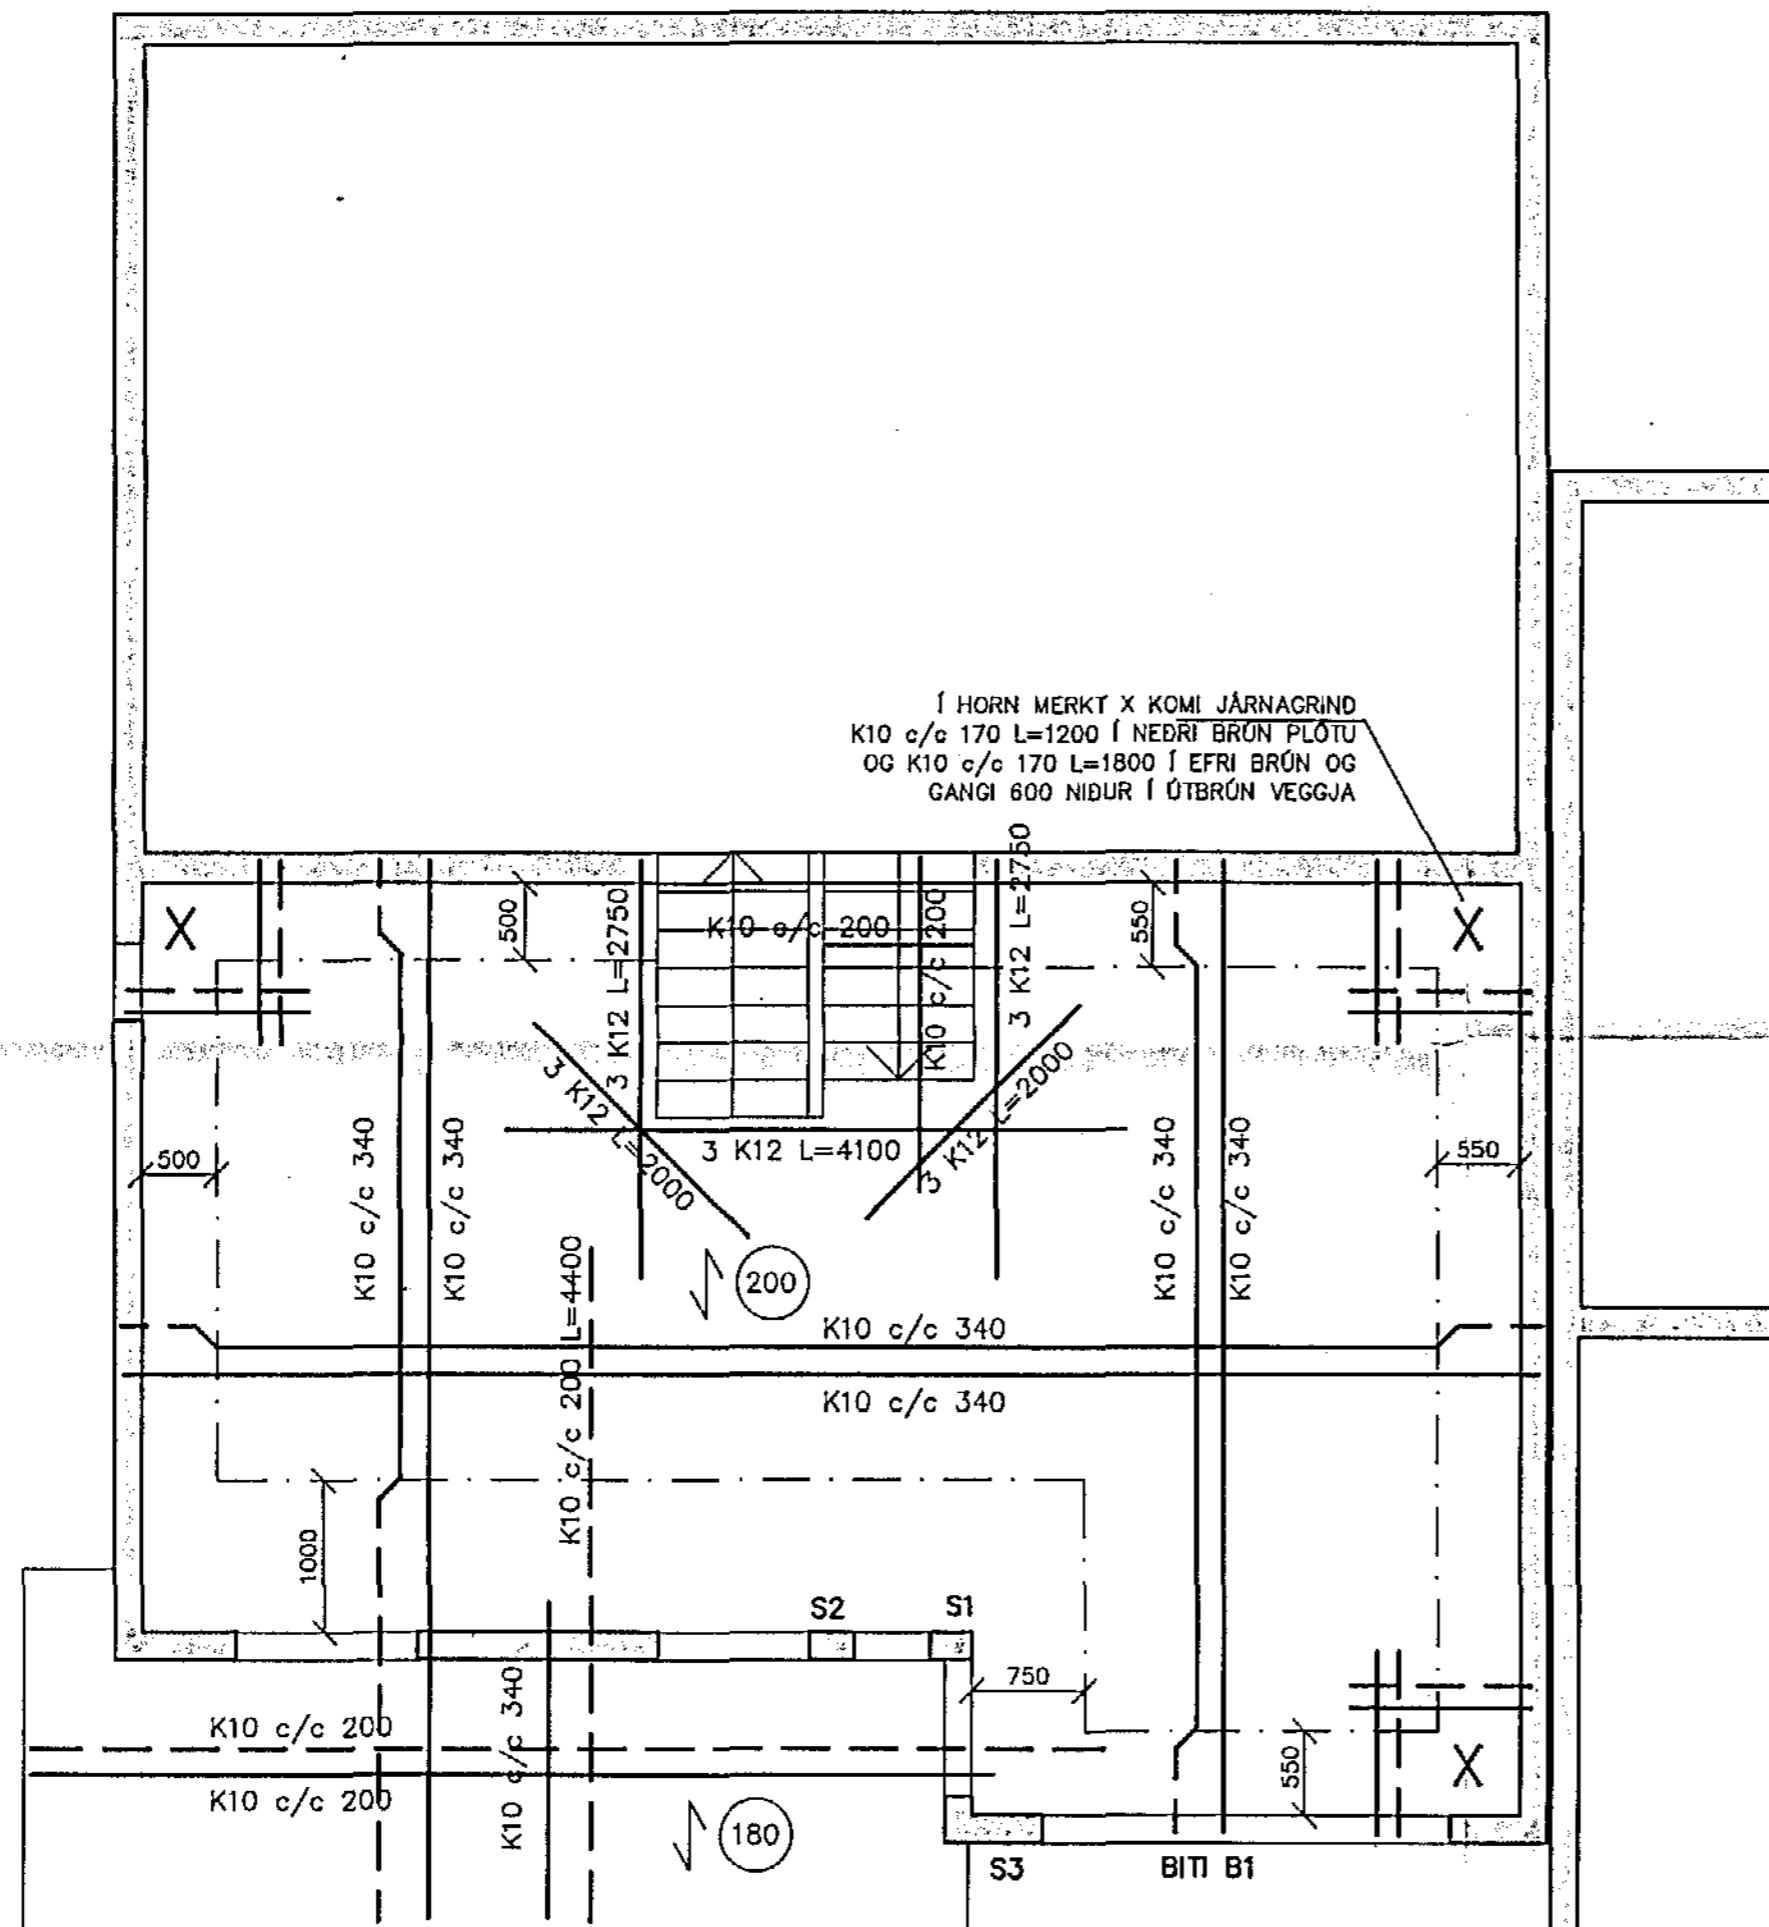 Í HORN MERKT X KOMI JÁRNAGRIND
K10 c/c 170 L=1200 Í NEÐRI BRÚN PLÖTU
OG K10 c/c 170 L=1800 Í EFRI BRÚN OG
GANGI 600 NIÐUR Í ÚTBRÚN VEGGJA
X
500
3 K12 L=2750
K10 c/c 200
K10 c/c 200
3 K12 L=2750
550
X
3 K12 L=2000
3 K12 L=4100
3 K12 L=2000
500
K10 c/c 340
K10 c/c 340
K10 c/c 340
K10 c/c 340
550
200
K10 c/c 200 L=4400
K10 c/c 340
K10 c/c 340
1000
S2
S1
750
K10 c/c 200
K10 c/c 200
K10 c/c 340
180
550
X
S3
BITI B1